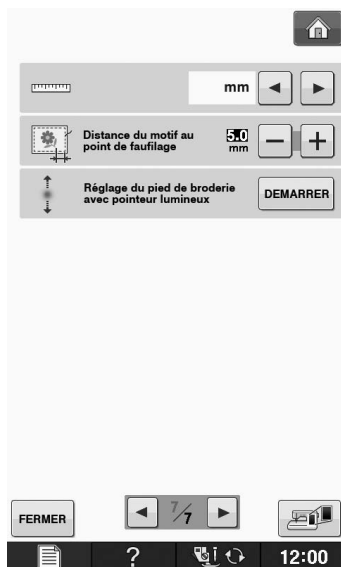 mm
Distance du motif au 5.0
point de faufilage mm
Réglage du pied de broderie
avec pointeur lumineux
DEMARRER
FERMER
7/7
?
12:00